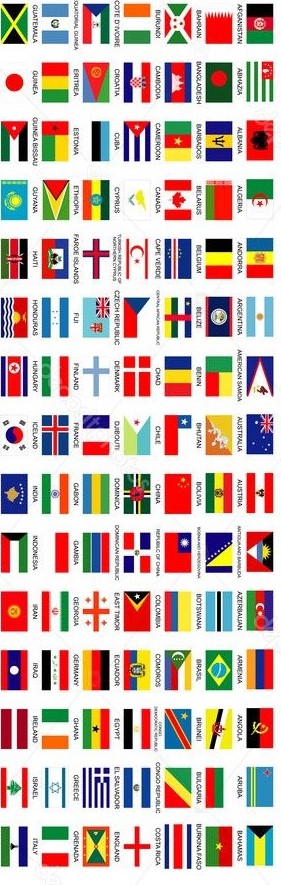 AFGHANISTAN ABHAZIA ALBANIA ALGERIA ANDORRA ARGENTINA AMERICAN SAMOA AUSTRALIA AUSTRIA ANTIGUA AND BARBUDA AZERBAIJAN ARMENIA ANGOLA ARUBA BAHAMAS
BAHRAIN BANGLADESH BARBADOS BELARUS BELGIUM BELIZE BENIN BHUTAN BOLIVIA BOSNIA AND HERZEGOVINA BOTSWANA BRASIL BRUNEI BULGARIA BURKINA FASO
BURUNDI CAMBODIA CAMEROON CANADA CAPE VERDE CENTRAL AFRICAN REPUBLIC CHAD CHILE CHINA REPUBLIC OF CHINA COLOMBIA COMOROS CONGO DEMOCRATIC REPUBLIC CONGO REPUBLIC COSTA RICA
COTE D'IVOIRE CROATIA CUBA CYPRUS TURKISH REPUBLIC OF NORTHERN CYPRUS CZECH REPUBLIC DENMARK DJIBOUTI DOMINICA DOMINICAN REPUBLIC EAST TIMOR ECUADOR EGYPT EL SALVADOR ENGLAND
EQUATORIAL GUINEA ERITREA ESTONIA ETHIOPIA FAROE ISLANDS FIJI FINLAND FRANCE GABON GAMBIA GEORGIA GERMANY GHANA GREECE GRENADA
GUATEMALA GUINEA GUINEA BISSAU GUYANA HAITI HONDURAS HUNGARY ICELAND INDIA INDONESIA IRAN IRAQ IRELAND ISRAEL ITALY